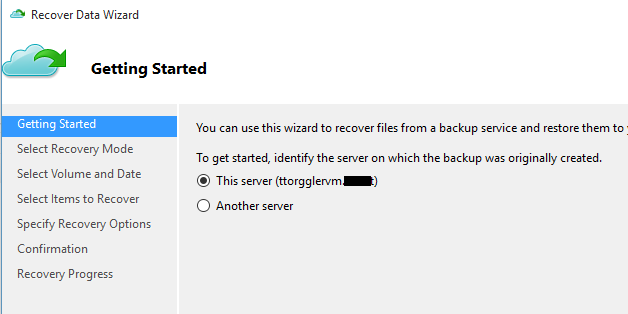 Recover Data Wizard
Getting Started
Getting Started
Select Recovery Mode
Select Volume and Date
Select Items to Recover
Specify Recovery Options
Confirmation
Recovery Progress
You can use this wizard to recover files from a backup service and restore them to
To get started, identify the server on which the backup was originally created.
This server (ttorgglervm. t)
Another server